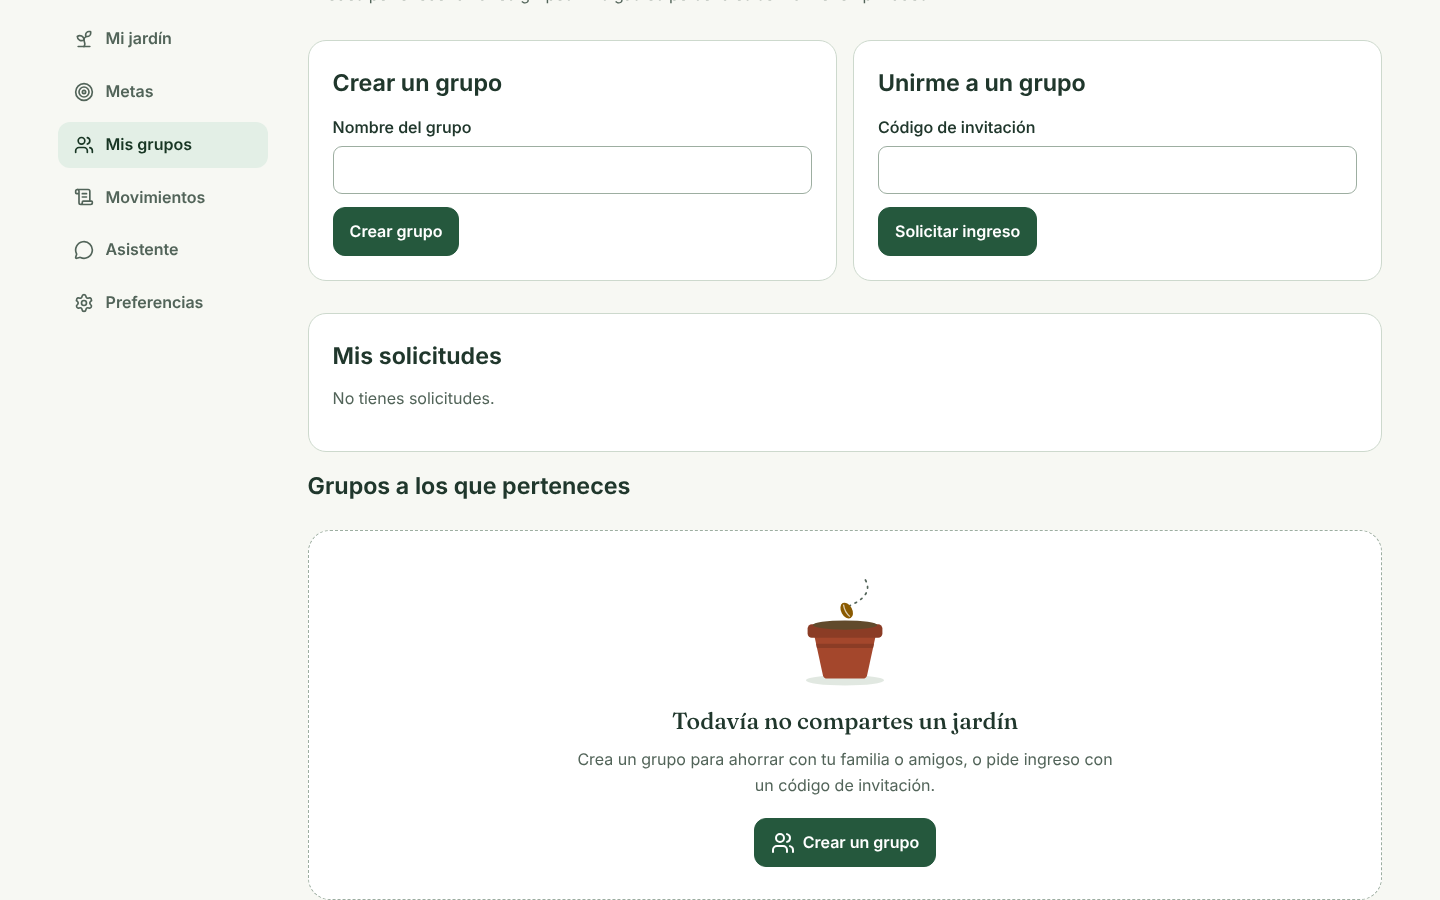 Mi jardín
Metas
Mis grupos
Movimientos
Asistente
Preferencias
Crear un grupo
Nombre del grupo
Crear grupo
Unirme a un grupo
Código de invitación
Solicitar ingreso
Mis solicitudes
No tienes solicitudes.
Grupos a los que perteneces
Todavía no compartes un jardín
Crea un grupo para ahorrar con tu familia o amigos, o pide ingreso con
un código de invitación.
Crear un grupo